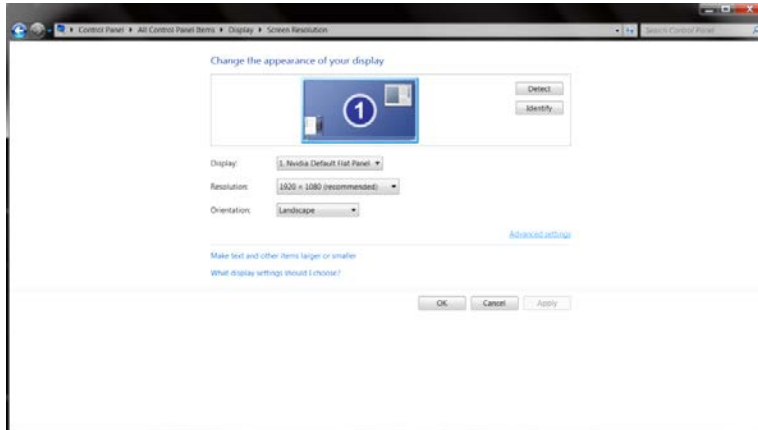 Control Panel ▸ All Control Panel Items ▸ Display ▸ Screen Resolution
Search Control Panel
Change the appearance of your display
1
Detect
Identify
Display:
1. Nvidia Default Flat Panel
Resolution:
1920 × 1080 (recommended)
Orientation:
Landscape
Advanced settings
Make text and other items larger or smaller
What display settings should I choose?
OK
Cancel
Apply